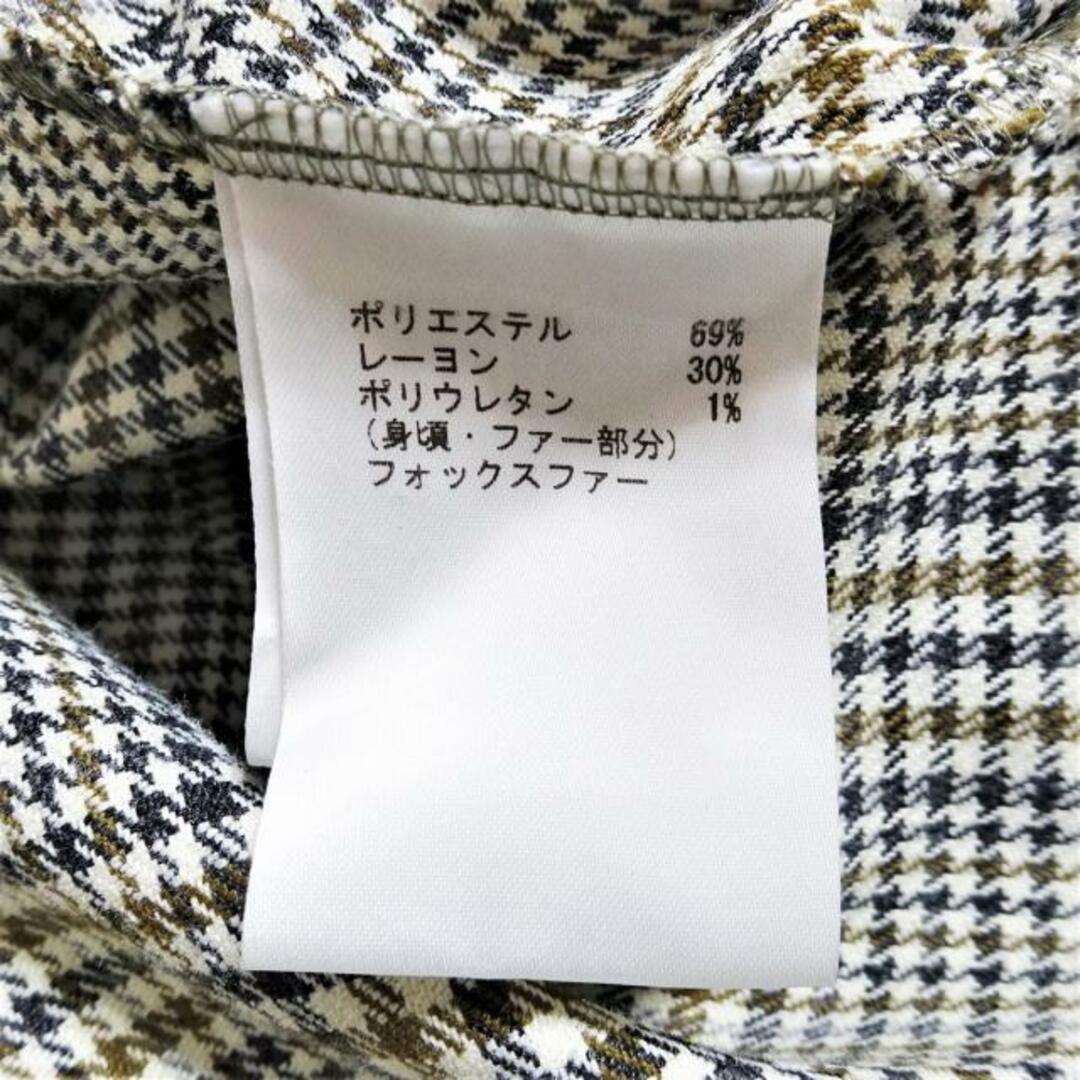 ポリエステル 69%
レーヨン 30%
ポリウレタン 1%
(身頃・ファー部分)
フォックスファー